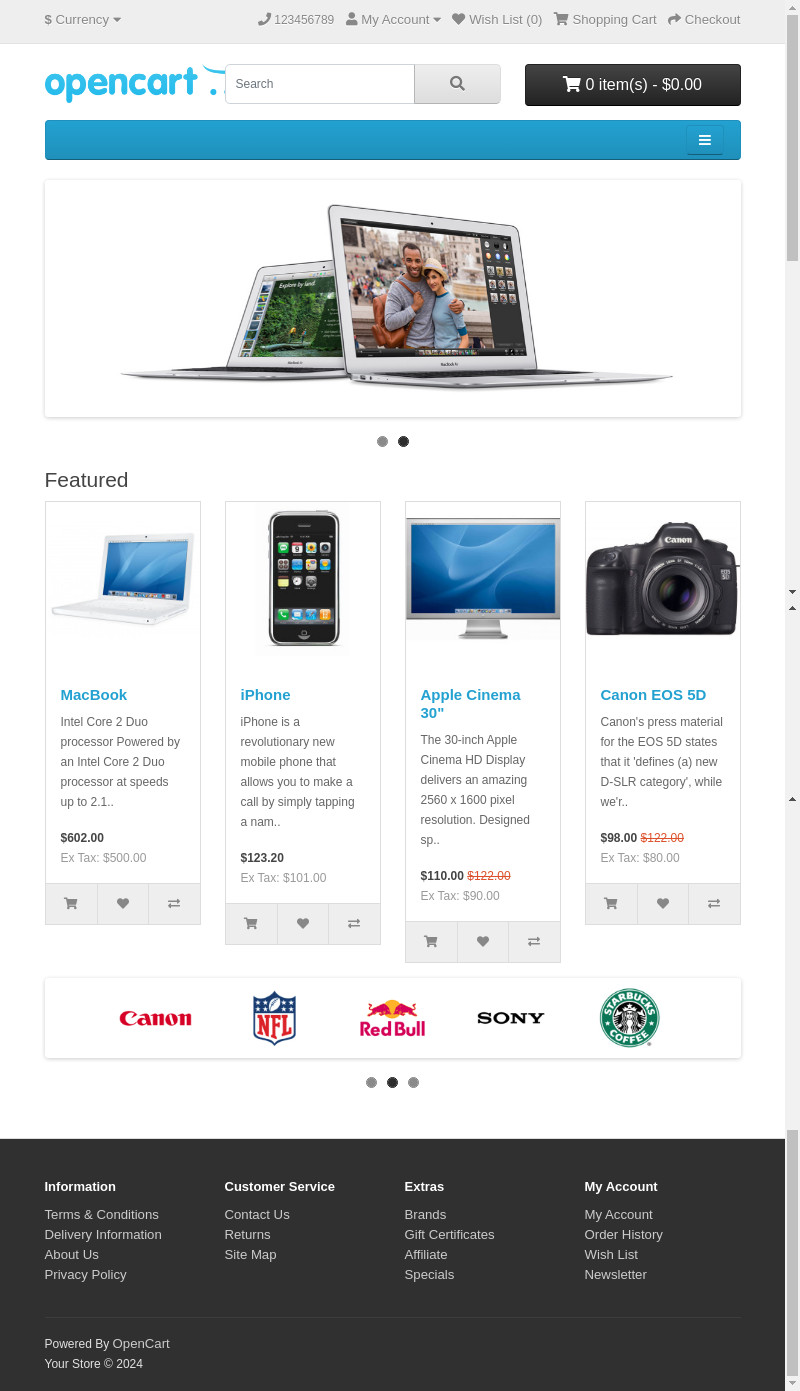 $ Currency 123456789 My Account Wish List (0) Shopping Cart Checkout
opencart
Search
0 item(s) - $0.00
Explore by land.
MacBook Air
Featured
Canon
MacBook
Intel Core 2 Duo
processor Powered by
an Intel Core 2 Duo
processor at speeds
up to 2.1..
$602.00
Ex Tax: $500.00
iPhone
iPhone is a
revolutionary new
mobile phone that
allows you to make a
call by simply tapping
a nam..
$123.20
Ex Tax: $101.00
Apple Cinema
30"
The 30-inch Apple
Cinema HD Display
delivers an amazing
2560 x 1600 pixel
resolution. Designed
sp..
$110.00 $122.00
Ex Tax: $90.00
Canon EOS 5D
Canon's press material
for the EOS 5D states
that it 'defines (a) new
D-SLR category', while
we'r..
$98.00 $122.00
Ex Tax: $80.00
Canon
NFL
Red Bull
SONY
STARBUCKS COFFEE
Information
Terms & Conditions
Delivery Information
About Us
Privacy Policy
Customer Service
Contact Us
Returns
Site Map
Extras
Brands
Gift Certificates
Affiliate
Specials
My Account
My Account
Order History
Wish List
Newsletter
Powered By OpenCart
Your Store © 2024